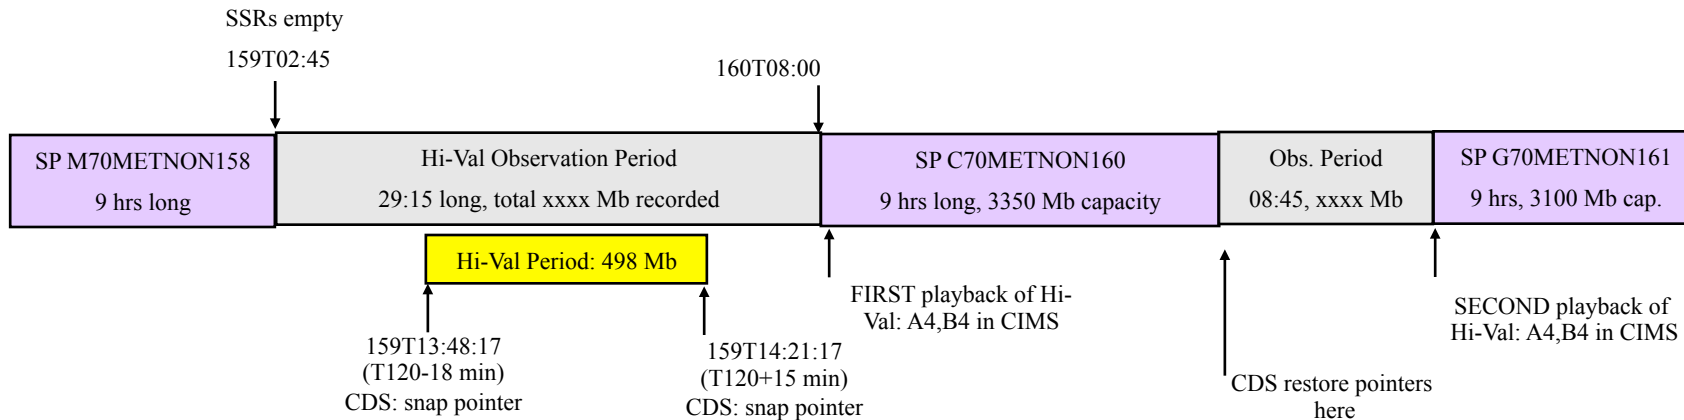 SSRs empty
159T02:45
160T08:00
SP M70METNON158
9 hrs long
Hi-Val Observation Period
29:15 long, total xxxx Mb recorded
SP C70METNON160
9 hrs long, 3350 Mb capacity
Obs. Period
08:45, xxxx Mb
SP G70METNON161
9 hrs, 3100 Mb cap.
Hi-Val Period: 498 Mb
159T13:48:17
(T120-18 min)
CDS: snap pointer
159T14:21:17
(T120+15 min)
CDS: snap pointer
FIRST playback of Hi-
Val: A4,B4 in CIMS
CDS restore pointers
here
SECOND playback of
Hi-Val: A4,B4 in CIMS